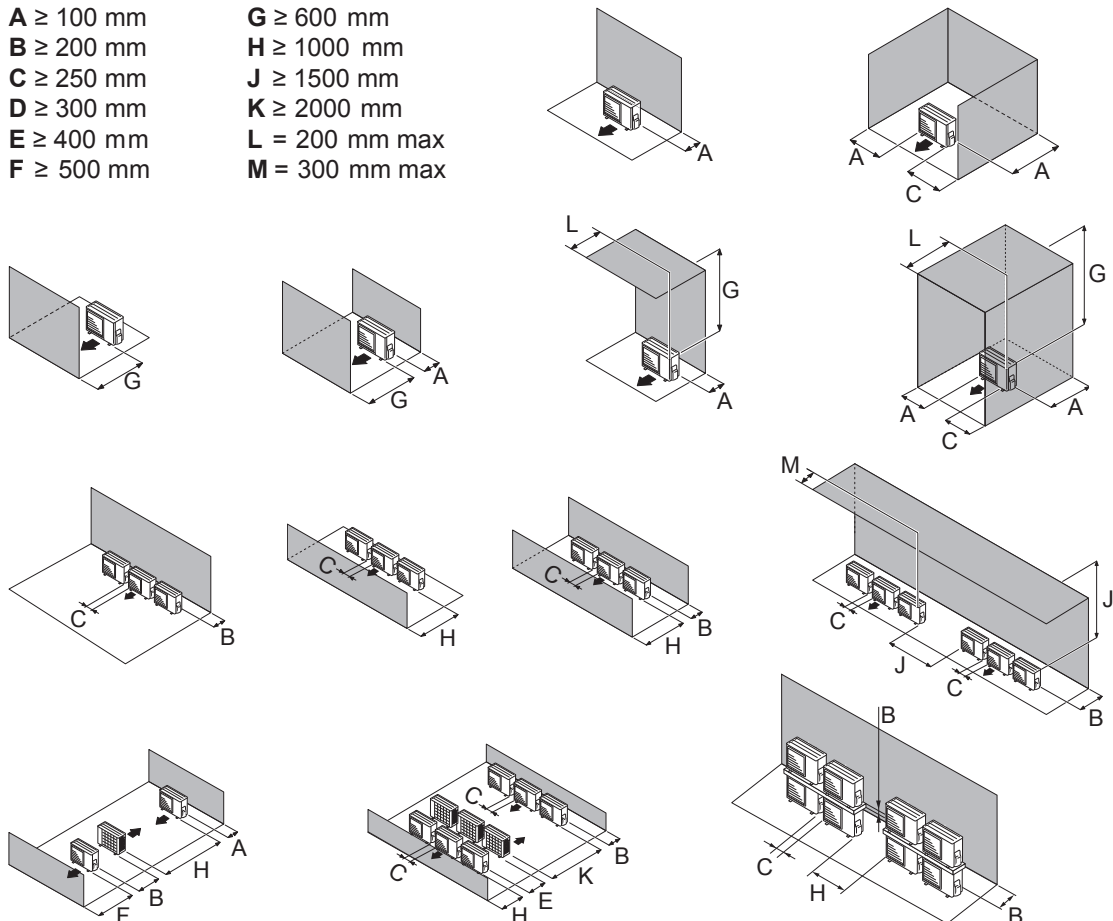 A ≥ 100 mm
B ≥ 200 mm
C ≥ 250 mm
D ≥ 300 mm
E ≥ 400 mm
F ≥ 500 mm
G ≥ 600 mm
H ≥ 1000 mm
J ≥ 1500 mm
K ≥ 2000 mm
L = 200 mm max
M = 300 mm max
A
A
C
A
G
G
A
L
G
A
L
G
A
C
A
C
B
C
H
C
H
B
M
C
J
C
J
B
A
H
B
C
C
B
K
E
H
B
C
H
B